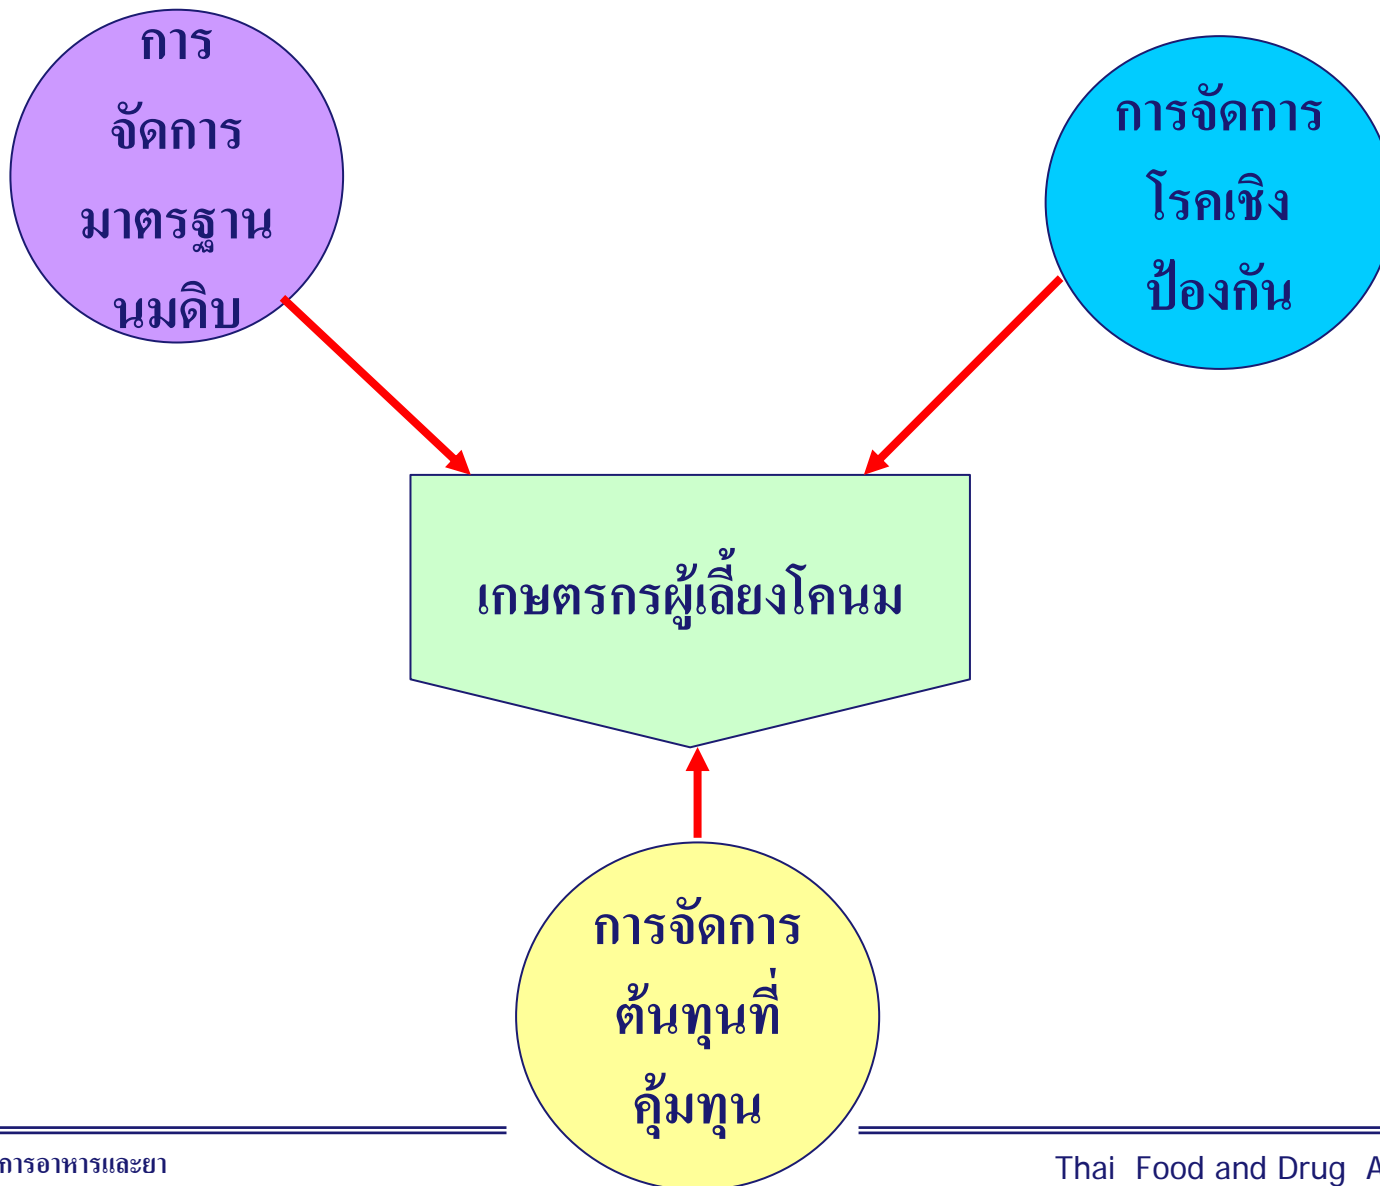 การ
จัดการ
มาตรฐาน
นมดิบ
การจัดการ
โรคเชิง
ป้องกัน
เกษตรกรผู้เลี้ยงโคนม
การจัดการ
ต้นทุนที่
คุ้มทุน
การอาหารและยา
Thai Food and Drug A